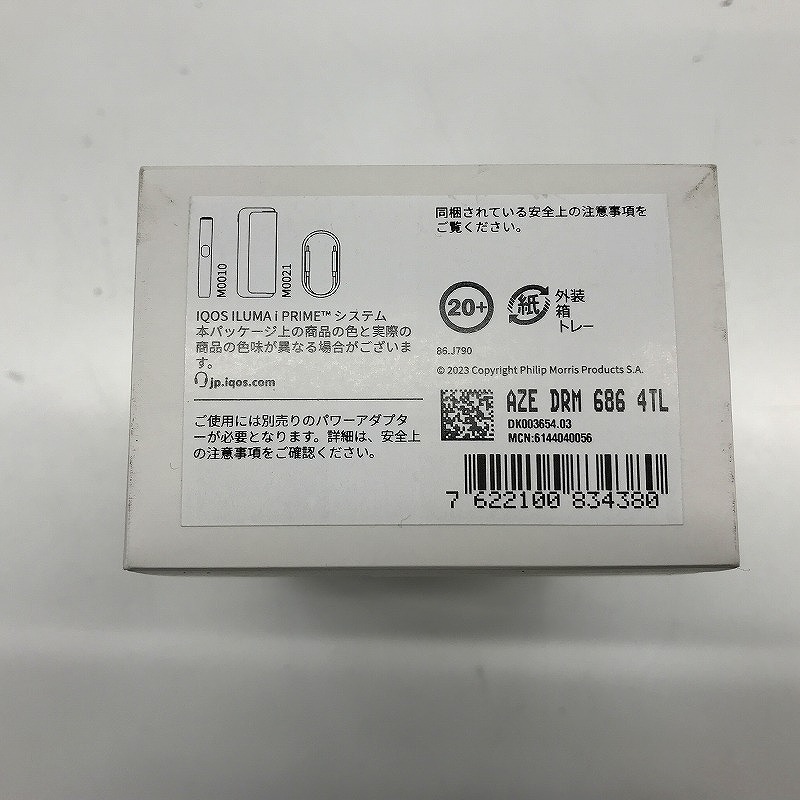 M0010
M0021
IQOS ILUMA i PRIME™ システム
本パッケージ上の商品の色と実際の
商品の色味が異なる場合がございま
す。
jp.iqos.com
ご使用には別売りのパワーアダプタ
ーが必要となります。詳細は、安全上
の注意事項をご確認ください。
同梱されている安全上の注意事項を
ご覧ください。
20+
紙
外装
箱
トレー
86.J790
© 2023 Copyright Philip Morris Products S.A.
AZE DRM 686 4TL
DK003654.03
MCN:6144040056
7 622100 834380